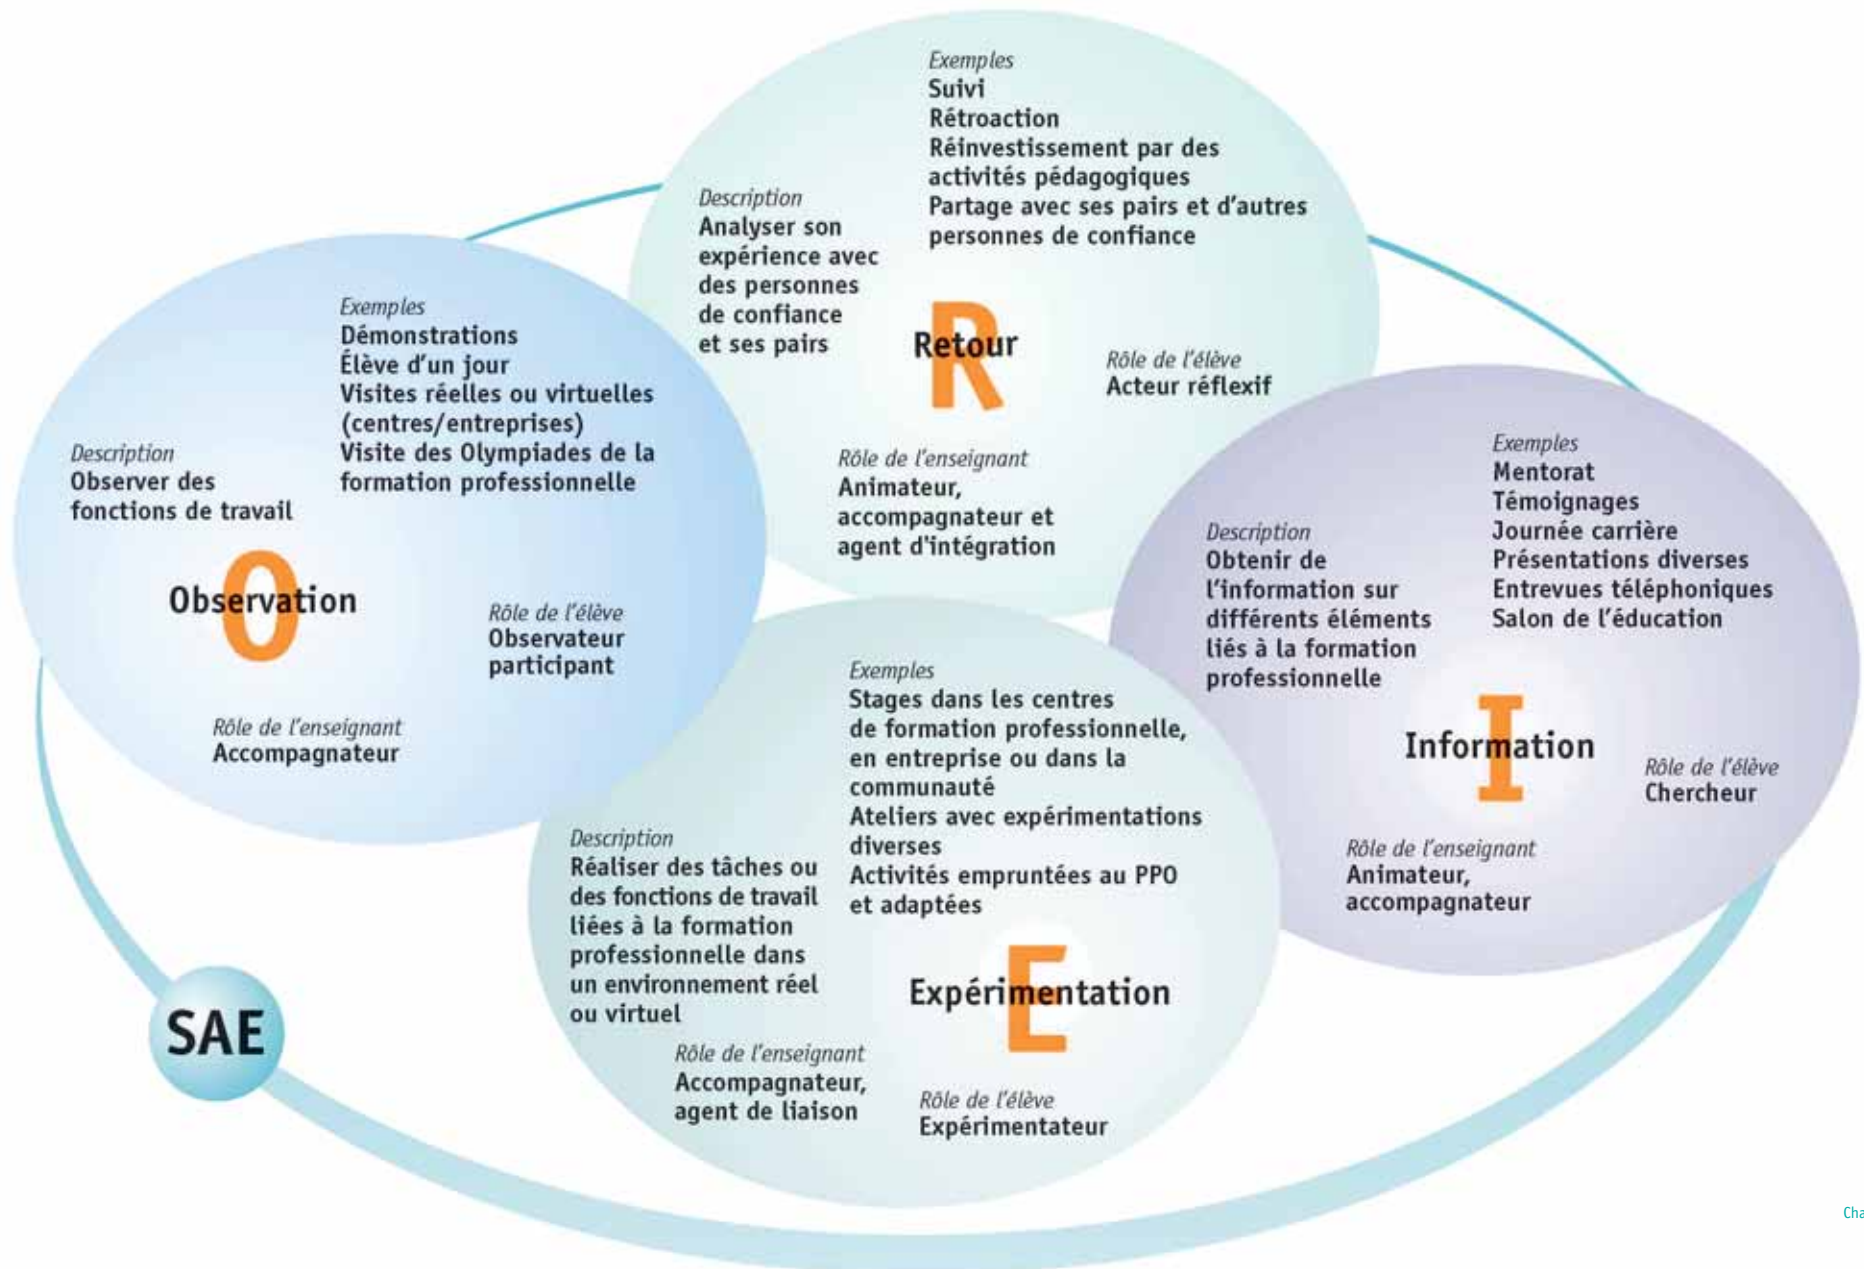 Exemples
Suivi
Rétroaction
Réinvestissement par des
activités pédagogiques
Partage avec ses pairs et d'autres
personnes de confiance
Description
Analyser son
expérience avec
des personnes
de confiance
et ses pairs
R
Retour
Rôle de l'élève
Acteur réflexif
Rôle de l'enseignant
Animateur,
accompagnateur et
agent d'intégration
Exemples
Démonstrations
Élève d'un jour
Visites réelles ou virtuelles
(centres/entreprises)
Visite des Olympiades de la
formation professionnelle
Description
Observer des
fonctions de travail
O
Observation
Rôle de l'élève
Observateur
participant
Rôle de l'enseignant
Accompagnateur
Exemples
Mentorat
Témoignages
Journée carrière
Présentations diverses
Entrevues téléphoniques
Salon de l'éducation
Description
Obtenir de
l'information sur
différents éléments
liés à la formation
professionnelle
I
Information
Rôle de l'élève
Chercheur
Rôle de l'enseignant
Animateur,
accompagnateur
Exemples
Stages dans les centres
de formation professionnelle,
en entreprise ou dans la
communauté
Ateliers avec expérimentations
diverses
Activités empruntées au PPO
et adaptées
Description
Réaliser des tâches ou
des fonctions de travail
liées à la formation
professionnelle dans
un environnement réel
ou virtuel
E
Expérimentation
Rôle de l'enseignant
Accompagnateur,
agent de liaison
Rôle de l'élève
Expérimentateur
SAE
Cha